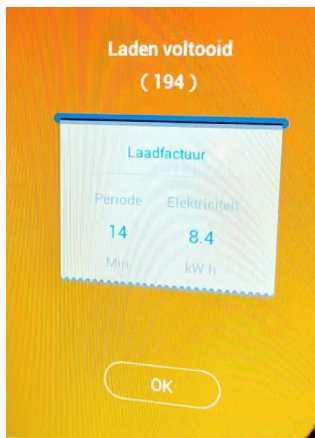 Laden voltooid
( 194 )
Laadfactuur
Periode Elektriciteit
14 8.4
Min kW h
OK